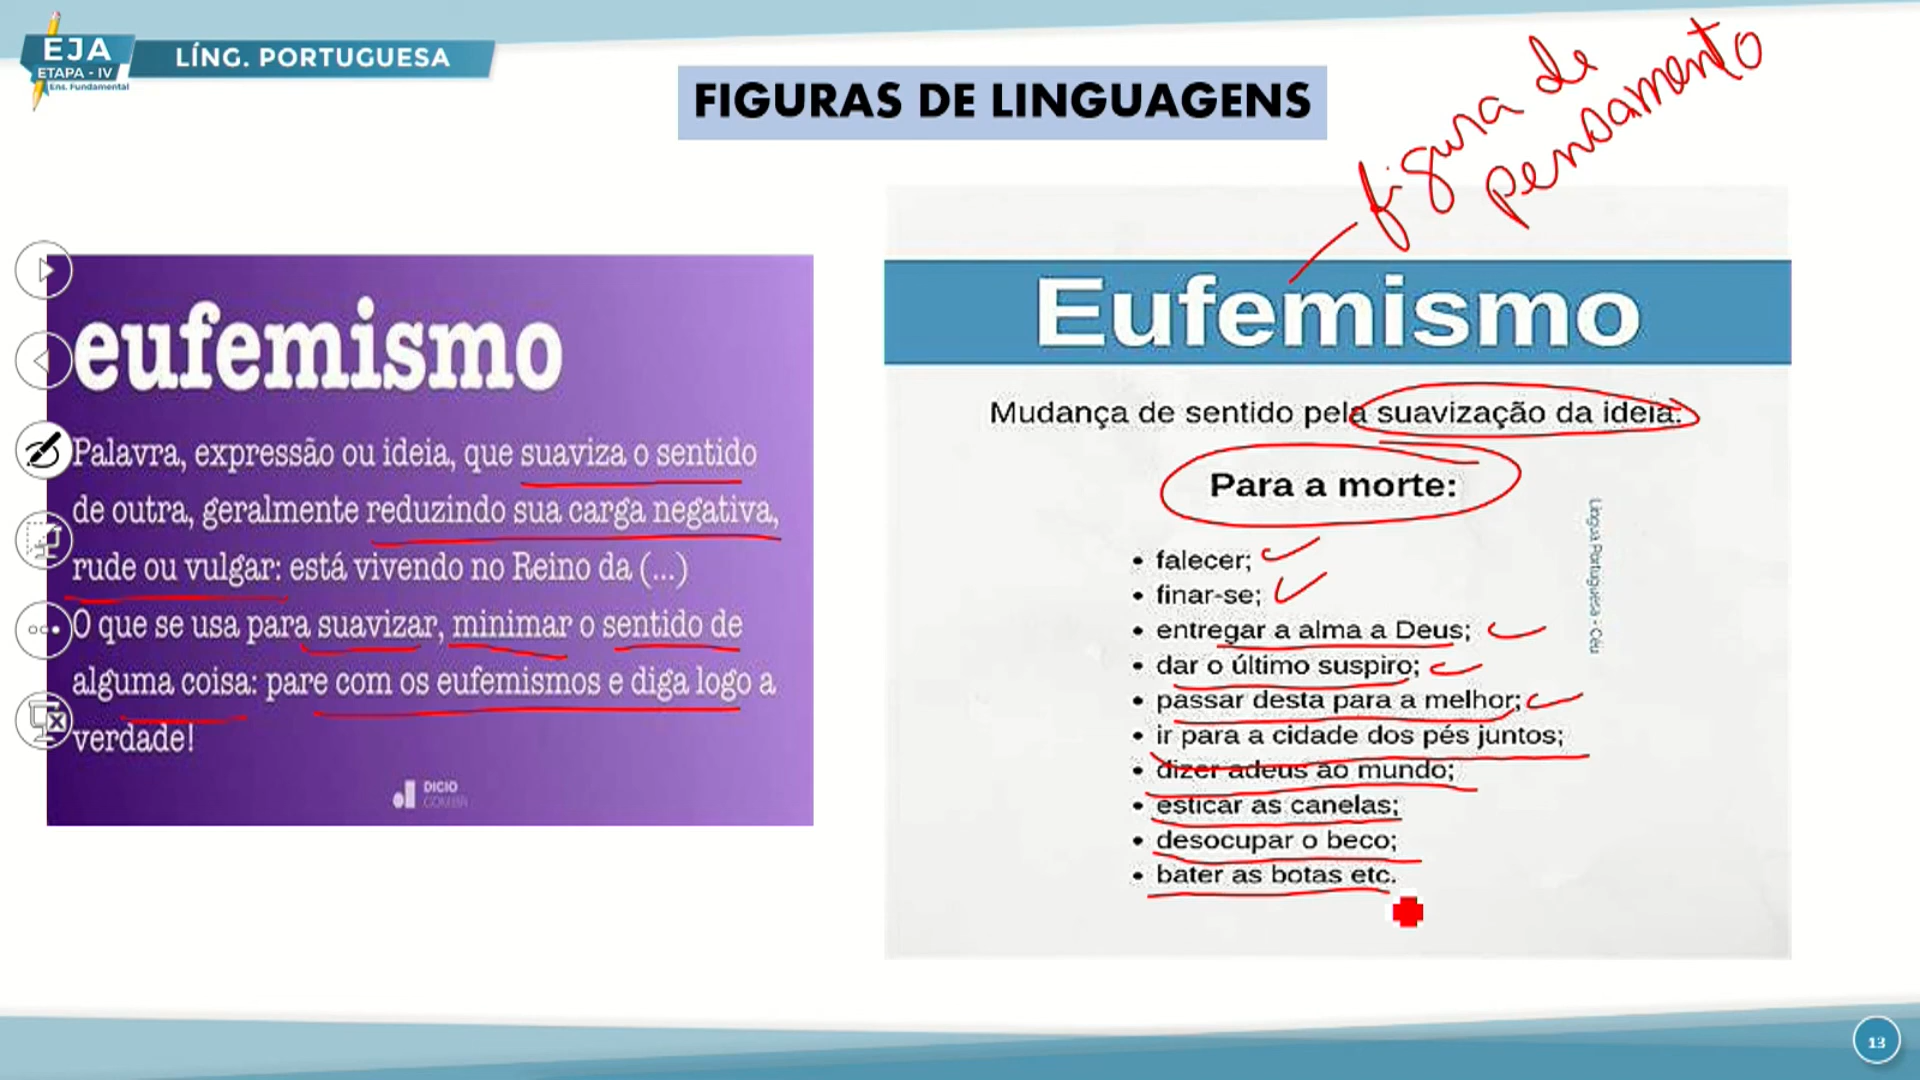 EJA
ETAPA - IV
Ens. Fundamental
LÍNG. PORTUGUESA
FIGURAS DE LINGUAGENS
figura de
pensamento
eufemismo
Palavra, expressão ou ideia, que suaviza o sentido
de outra, geralmente reduzindo sua carga negativa,
rude ou vulgar: está vivendo no Reino da (...)
O que se usa para suavizar, minimar o sentido de
alguma coisa: pare com os eufemismos e diga logo a
verdade!
DICIO
.COM.BR
Eufemismo
Mudança de sentido pela suavização da ideia.
Para a morte:
• falecer;
• finar-se;
• entregar a alma a Deus;
• dar o último suspiro;
• passar desta para a melhor;
• ir para a cidade dos pés juntos;
• dizer adeus ao mundo;
• esticar as canelas;
• desocupar o beco;
• bater as botas etc.
Língua Portuguesa - Céu
13